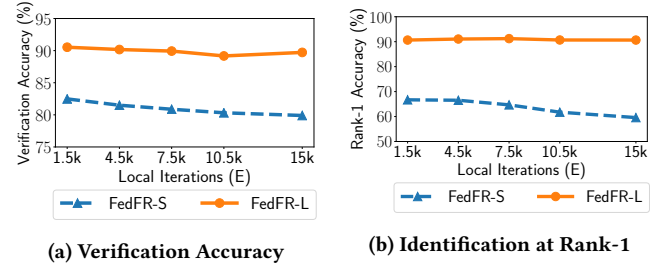 Verification Accuracy (%)
95
90
85
80
75
1.5k 4.5k 7.5k 10.5k 15k
Local Iterations (E)
FedFR-S FedFR-L
(a) Verification Accuracy
Rank-1 Accuracy (%)
100
90
80
70
60
50
1.5k 4.5k 7.5k 10.5k 15k
Local Iterations (E)
FedFR-S FedFR-L
(b) Identification at Rank-1